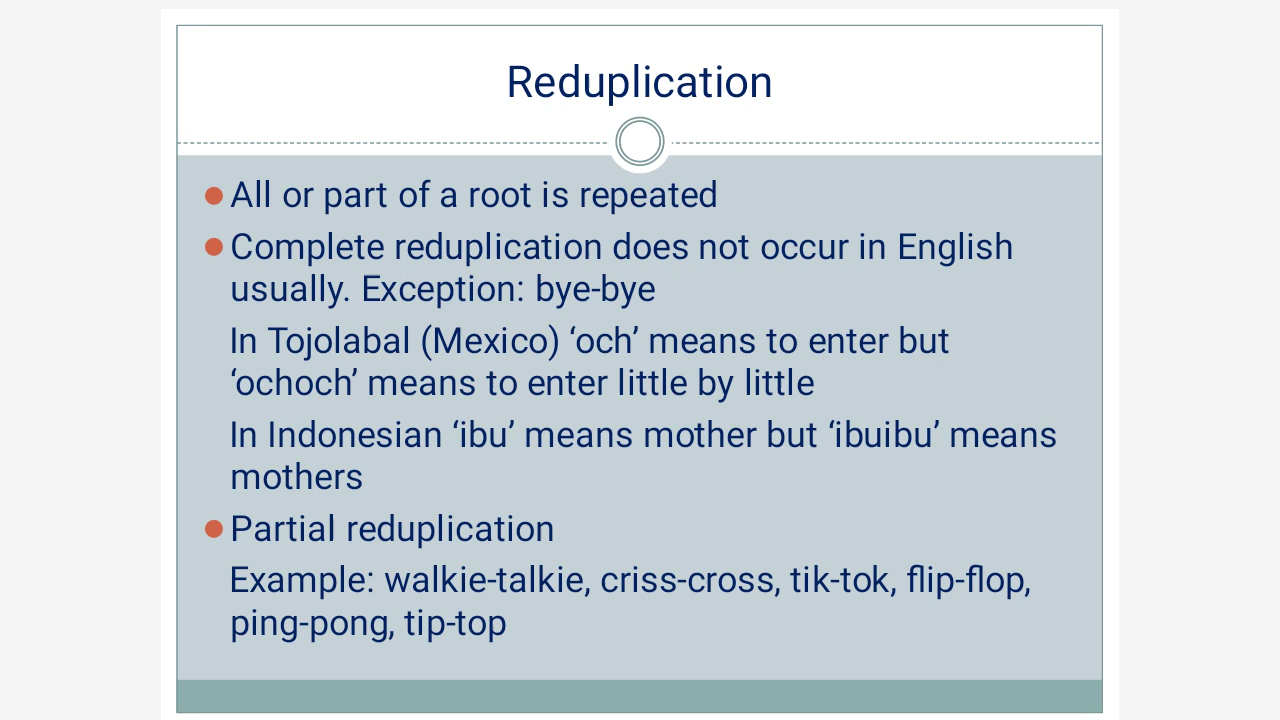 Reduplication
All or part of a root is repeated
Complete reduplication does not occur in English
usually. Exception: bye-bye
In Tojolabal (Mexico) ‘och’ means to enter but
‘ochoch’ means to enter little by little
In Indonesian ‘ibu’ means mother but ‘ibuibu’ means
mothers
Partial reduplication
Example: walkie-talkie, criss-cross, tik-tok, flip-flop,
ping-pong, tip-top